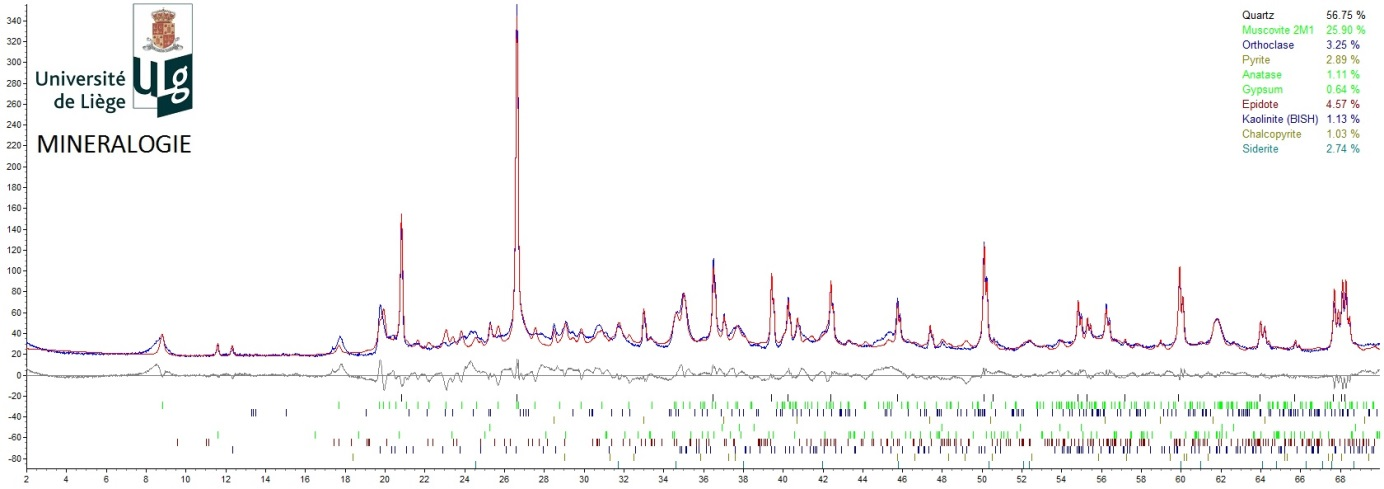 340
320
300
280
260
240
220
200
180
160
140
120
100
80
60
40
20
0
-20
-40
-60
-80
Université
de Liège
ULg
MINERALOGIE
Quartz 56.75 %
Muscovite 2M1 25.90 %
Orthoclase 3.25 %
Pyrite 2.89 %
Anatase 1.11 %
Gypsum 0.64 %
Epidote 4.57 %
Kaolinite (BISH) 1.13 %
Chalcopyrite 1.03 %
Siderite 2.74 %
2 4 6 8 10 12 14 16 18 20 22 24 26 28 30 32 34 36 38 40 42 44 46 48 50 52 54 56 58 60 62 64 66 68